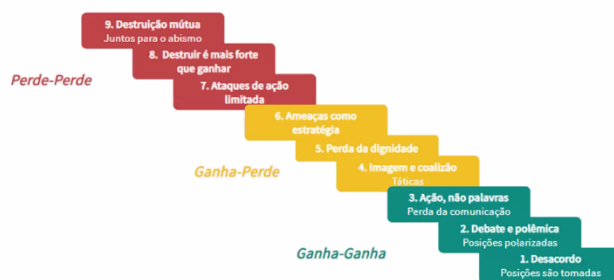 9. Destruição mútua
Juntos para o abismo
8. Destruir é mais forte
que ganhar
Perde-Perde
7. Ataques de ação
limitada
6. Ameaças como
estratégia
5. Perda da dignidade
Ganha-Perde
4. Imagem e coalizão
Táticas
3. Ação, não palavras
Perda da comunicação
2. Debate e polêmica
Posições polarizadas
Ganha-Ganha
1. Desacordo
Posições são tomadas